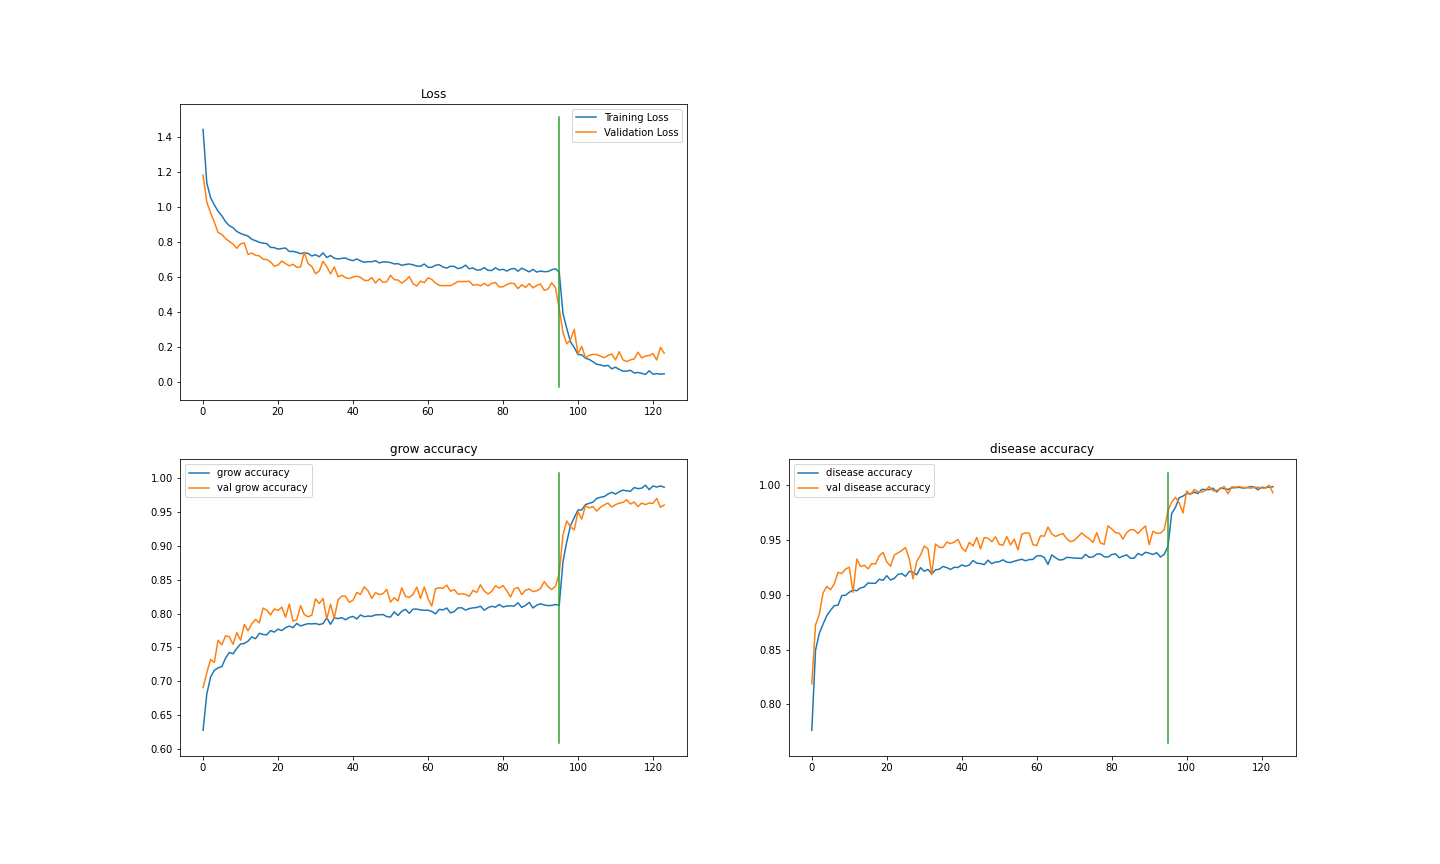 Loss
Training Loss
Validation Loss
1.4
1.2
1.0
0.8
0.6
0.4
0.2
0.0
0 20 40 60 80 100 120
grow accuracy
grow accuracy
val grow accuracy
1.00
0.95
0.90
0.85
0.80
0.75
0.70
0.65
0.60
0 20 40 60 80 100 120
disease accuracy
disease accuracy
val disease accuracy
1.00
0.95
0.90
0.85
0.80
0 20 40 60 80 100 120